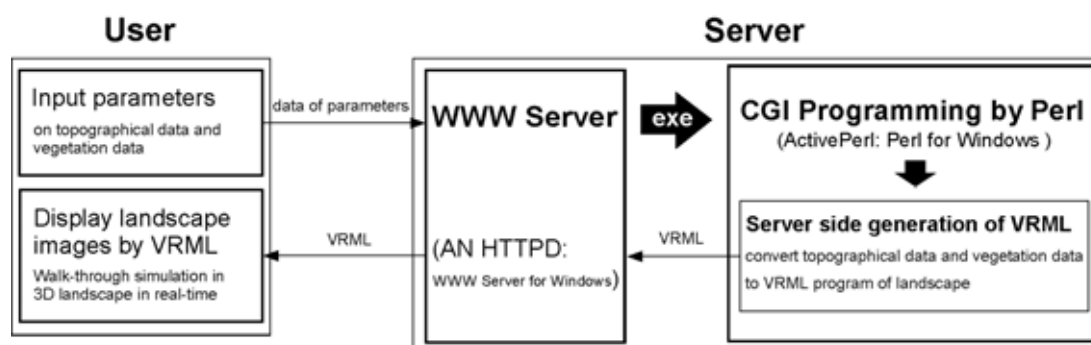 User
Server
Input parameters
on topographical data and
vegetation data
data of parameters
WWW Server
exe
CGI Programming by Perl
(ActivePerl: Perl for Windows )
Display landscape
images by VRML
Walk-through simulation in
3D landscape in real-time
VRML
(AN HTTPD:
WWW Server for Windows)
VRML
Server side generation of VRML
convert topographical data and vegetation data
to VRML program of landscape